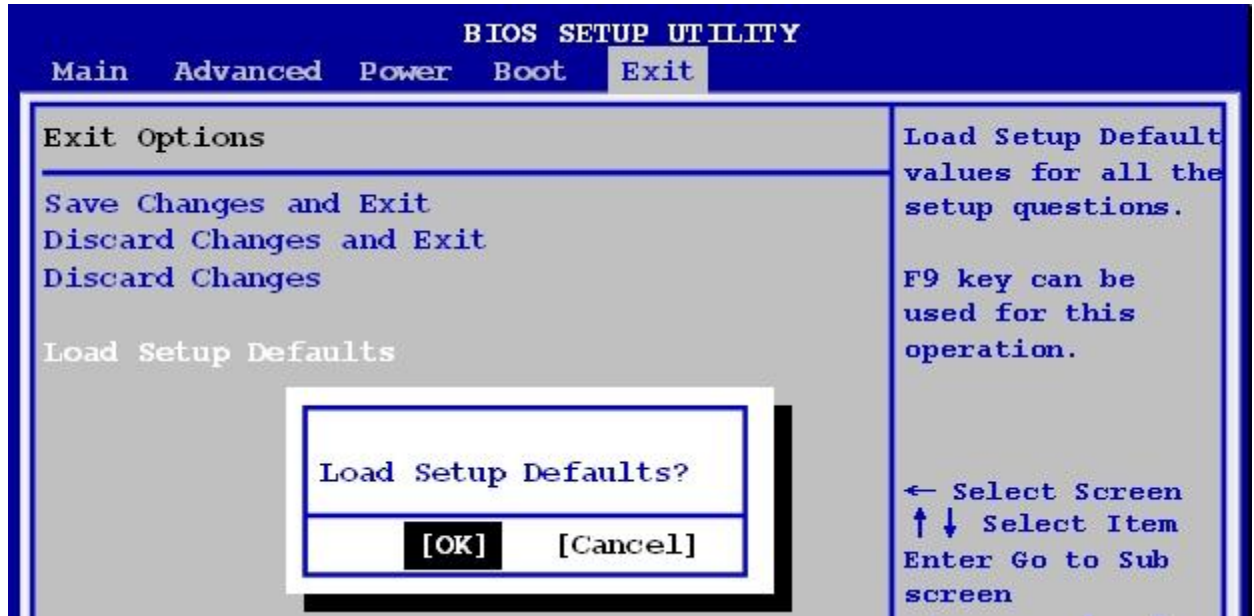 BIOS SETUP UTILITY
Main Advanced Power Boot Exit
Exit Options
Save Changes and Exit
Discard Changes and Exit
Discard Changes
Load Setup Defaults
Load Setup Defaults?
[OK] [Cancel]
Load Setup Default
values for all the
setup questions.
F9 key can be
used for this
operation.
← Select Screen
↑↓ Select Item
Enter Go to Sub
screen